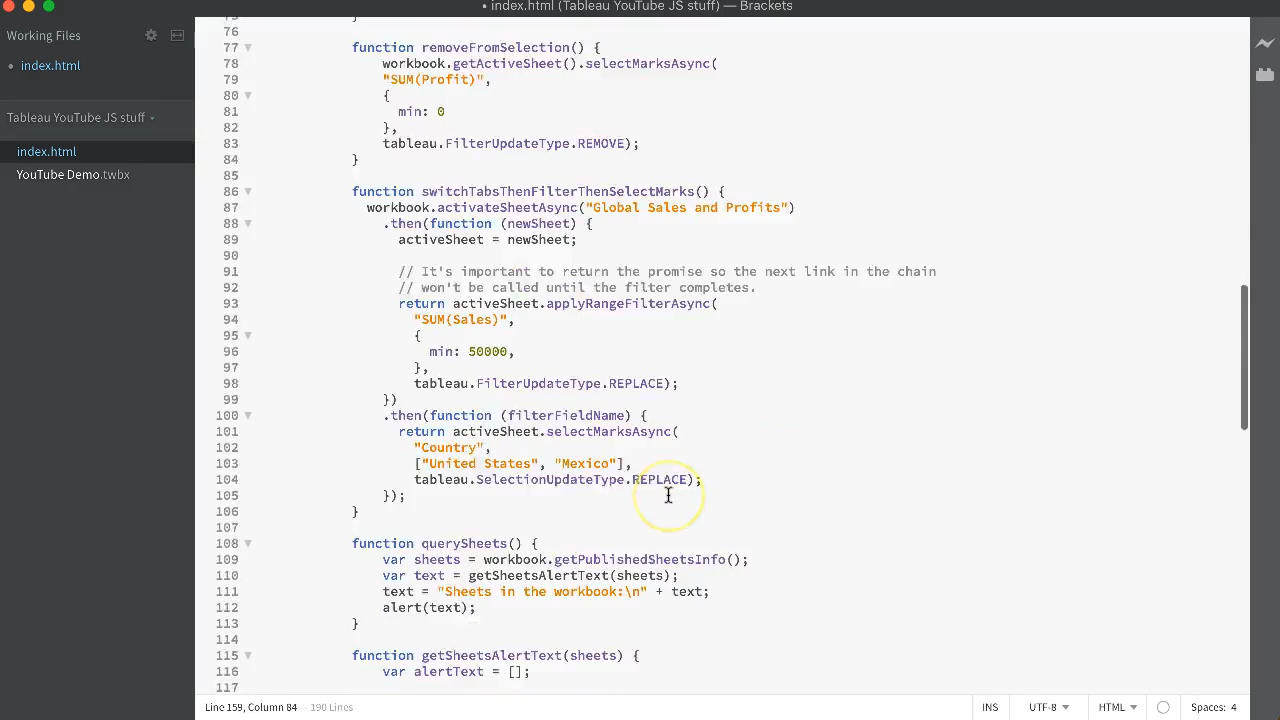 • index.html (Tableau YouTube JS stuff) — Brackets
Working Files
• index.html
Tableau YouTube JS stuff
index.html
YouTube Demo.twbx
75 }
76
77 function removeFromSelection() {
78 workbook.getActiveSheet().selectMarksAsync(
79 "SUM(Profit)",
80 {
81 min: 0
82 },
83 tableau.FilterUpdateType.REMOVE);
84 }
85
86 function switchTabsThenFilterThenSelectMarks() {
87 workbook.activateSheetAsync("Global Sales and Profits")
88 .then(function (newSheet) {
89 activeSheet = newSheet;
90
91 // It's important to return the promise so the next link in the chain
92 // won't be called until the filter completes.
93 return activeSheet.applyRangeFilterAsync(
94 "SUM(Sales)",
95 {
96 min: 50000,
97 },
98 tableau.FilterUpdateType.REPLACE);
99 })
100 .then(function (filterFieldName) {
101 return activeSheet.selectMarksAsync(
102 "Country",
103 ["United States", "Mexico"],
104 tableau.SelectionUpdateType.REPLACE);
105 });
106 }
107
108 function querySheets() {
109 var sheets = workbook.getPublishedSheetsInfo();
110 var text = getSheetsAlertText(sheets);
111 text = "Sheets in the workbook:\n" + text;
112 alert(text);
113 }
114
115 function getSheetsAlertText(sheets) {
116 var alertText = [];
117
Line 159, Column 84 — 190 Lines
INS
UTF-8
HTML
Spaces: 4